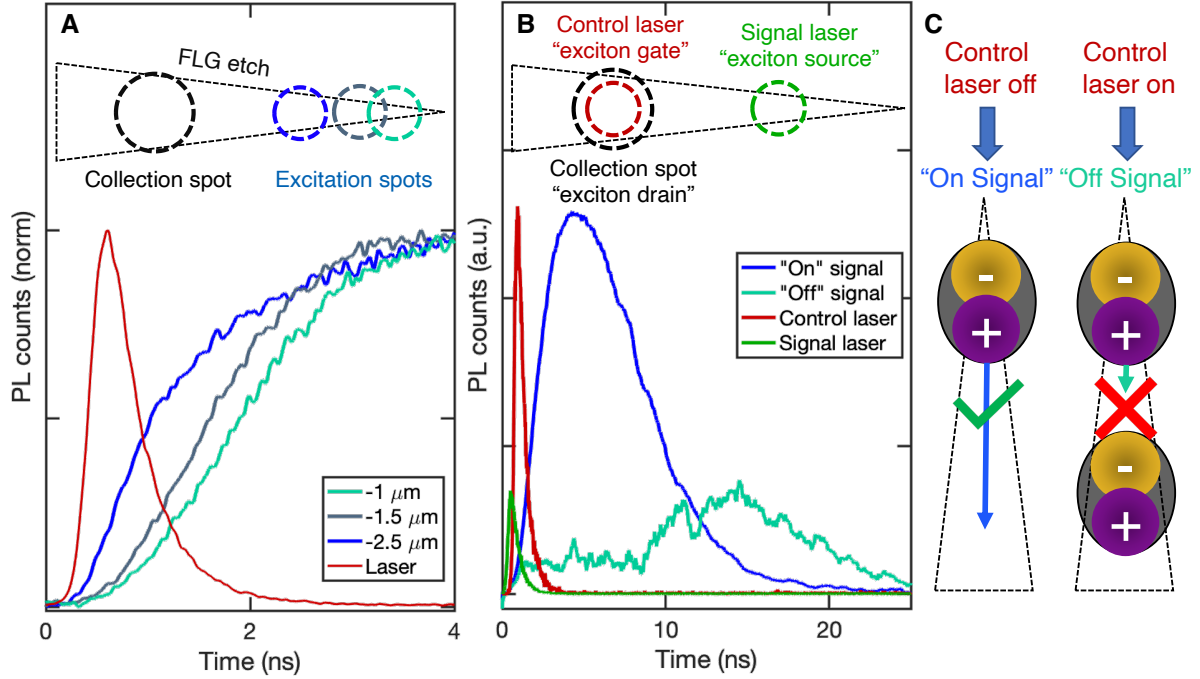 A
FLG etch
Collection spot
Excitation spots
PL counts (norm)
-1 μm
-1.5 μm
-2.5 μm
Laser
0
2
4
Time (ns)
B
Control laser
“exciton gate”
Signal laser
“exciton source”
Collection spot
“exciton drain”
PL counts (a.u.)
"On" signal
"Off" signal
Control laser
Signal laser
0
10
20
Time (ns)
C
Control
laser off
Control
laser on
“On Signal”
“Off Signal”
-
+
-
+
-
+